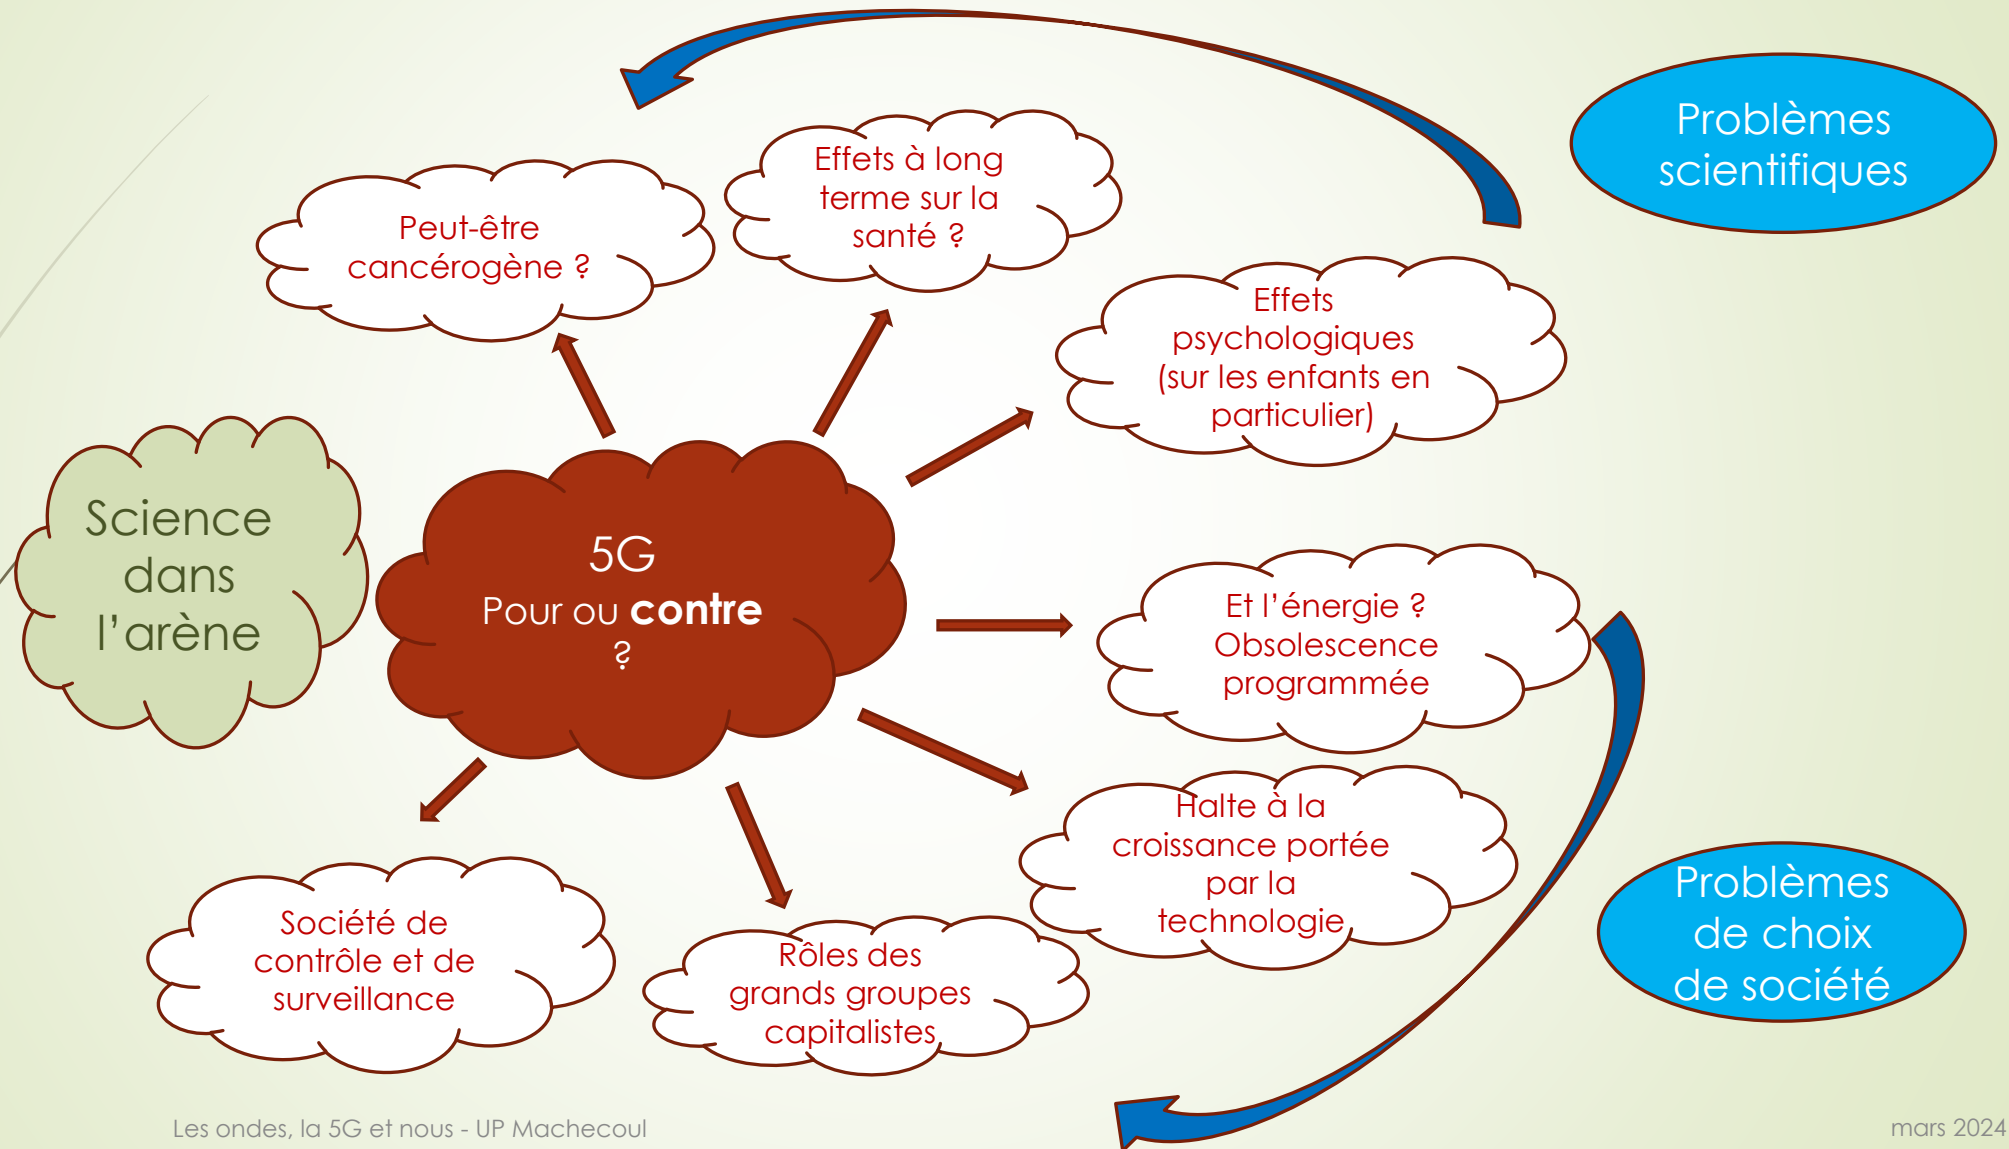 Problèmes
scientifiques
Effets à long
terme sur la
santé ?
Peut-être
cancérogène ?
Effets
psychologiques
(sur les enfants en
particulier)
Science
dans
l’arène
5G
Pour ou contre
?
Et l’énergie ?
Obsolescence
programmée
Halte à la
croissance portée
par la
technologie
Problèmes
de choix
de société
Société de
contrôle et de
surveillance
Rôles des
grands groupes
capitalistes
Les ondes, la 5G et nous - UP Machecoul
mars 2024